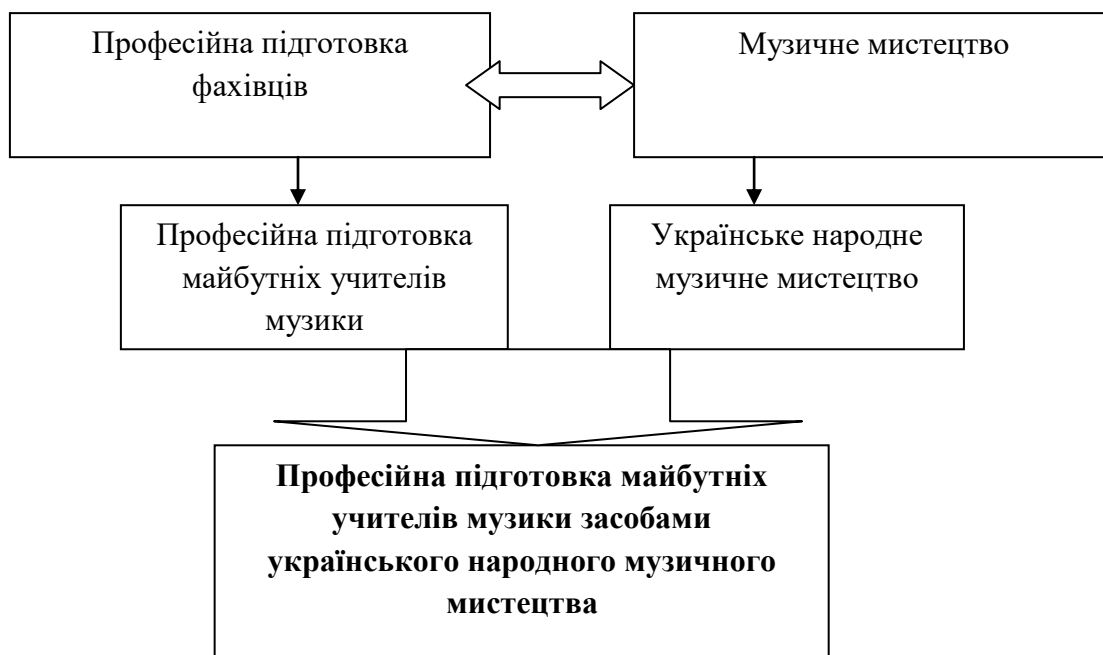 Професійна підготовка
фахівців
Музичне мистецтво
Професійна підготовка
майбутніх учителів
музики
Українське народне
музичне мистецтво
Професійна підготовка майбутніх
учителів музики засобами
українського народного музичного
мистецтва